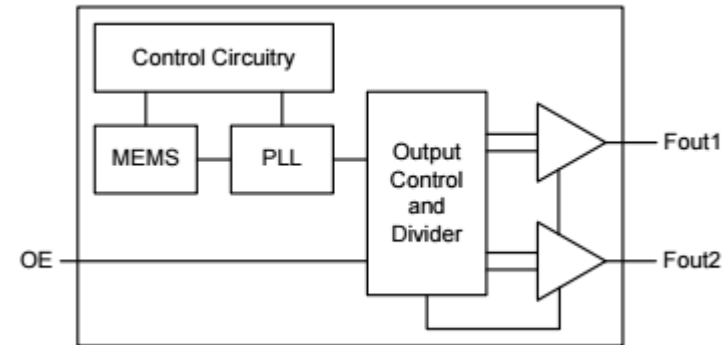 Control Circuitry
MEMS
PLL
Output
Control
and
Divider
Fout1
OE
Fout2